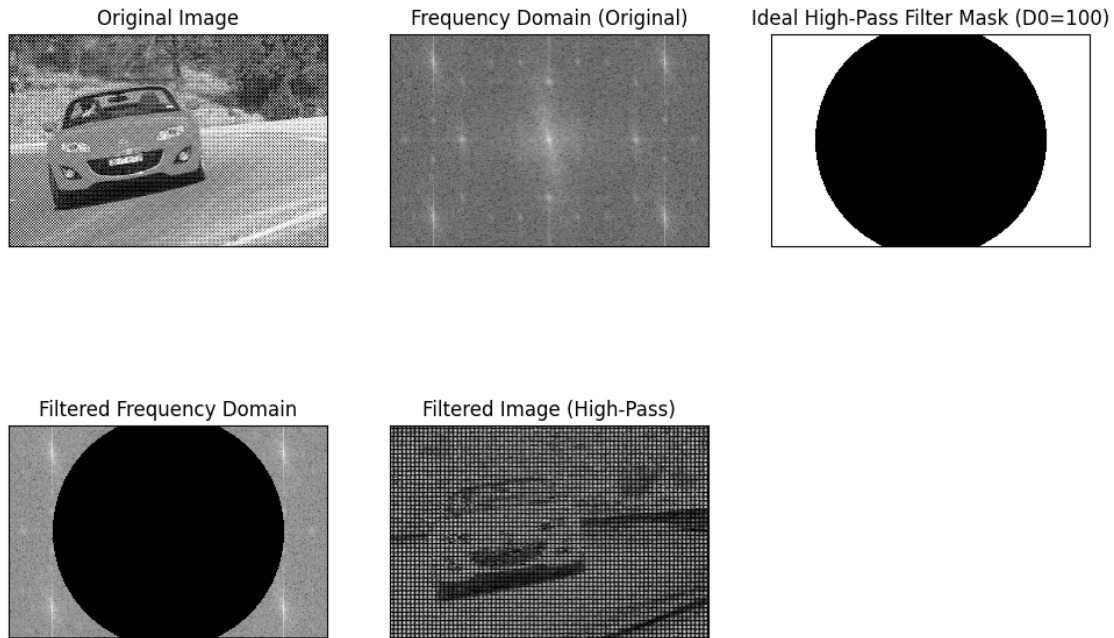 Original Image
Frequency Domain (Original)
Ideal High-Pass Filter Mask (D0=100)
Filtered Frequency Domain
Filtered Image (High-Pass)